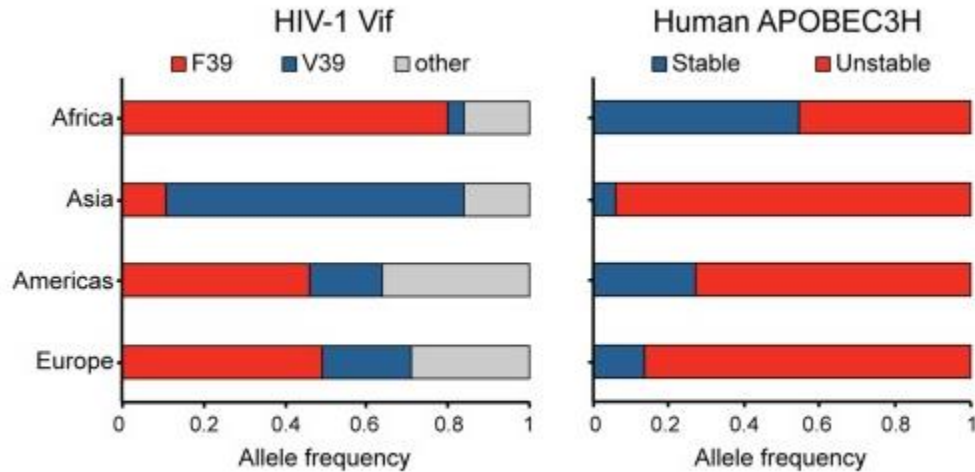 HIV-1 Vif
F39 V39 other
Africa
Asia
Americas
Europe
0 0.2 0.4 0.6 0.8 1
Allele frequency
Human APOBEC3H
Stable Unstable
0 0.2 0.4 0.6 0.8 1
Allele frequency